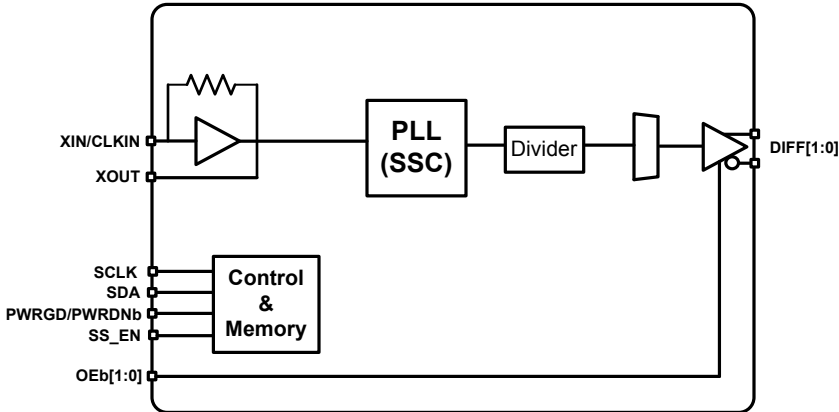 XIN/CLKIN
XOUT
PLL
(SSC)
Divider
DIFF[1:0]
SCLK
SDA
PWRGD/PWRDNb
SS_EN
Control
&
Memory
OEb[1:0]